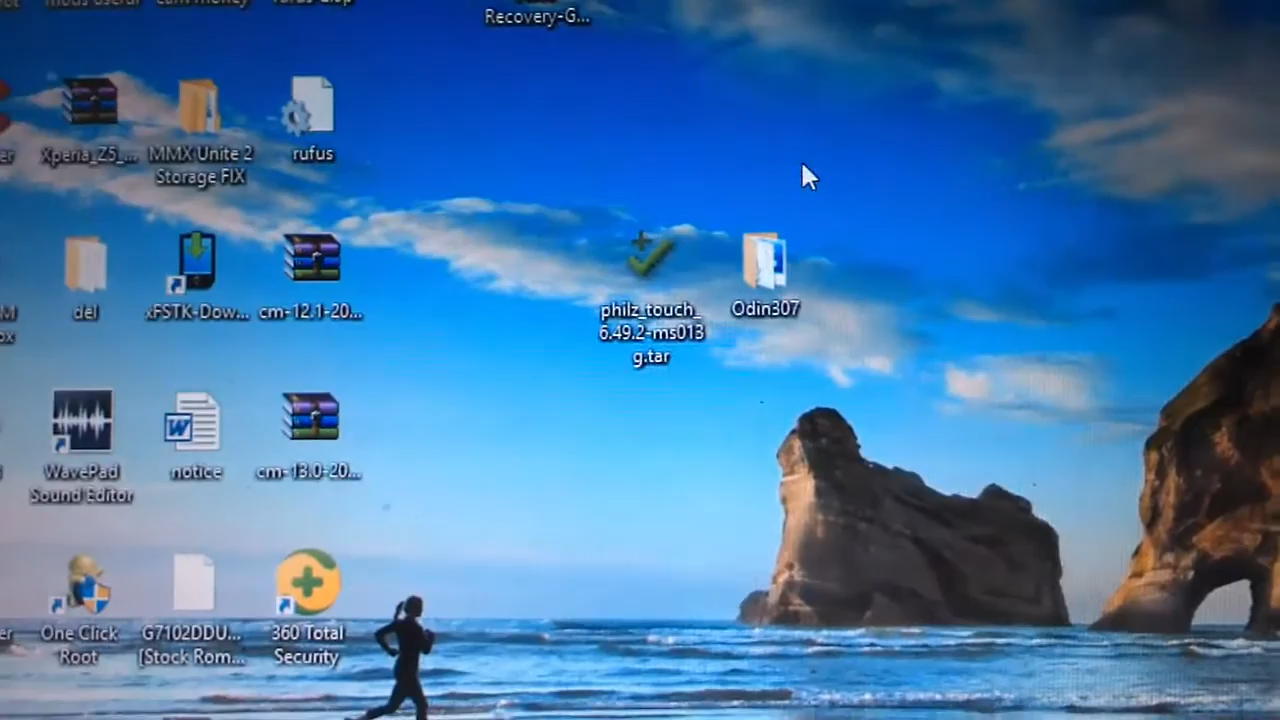 Recovery-G...
Xperia_Z5_...
MMX Unite 2
Storage FIX
rufus
del
xFSTK-Dow...
cm-12.1-20...
philz_touch_
6.49.2-ms013
g.tar
Odin307
WavePad
Sound Editor
notice
cm-13.0-20...
One Click
Root
G7102DDU...
[Stock Rom...
360 Total
Security